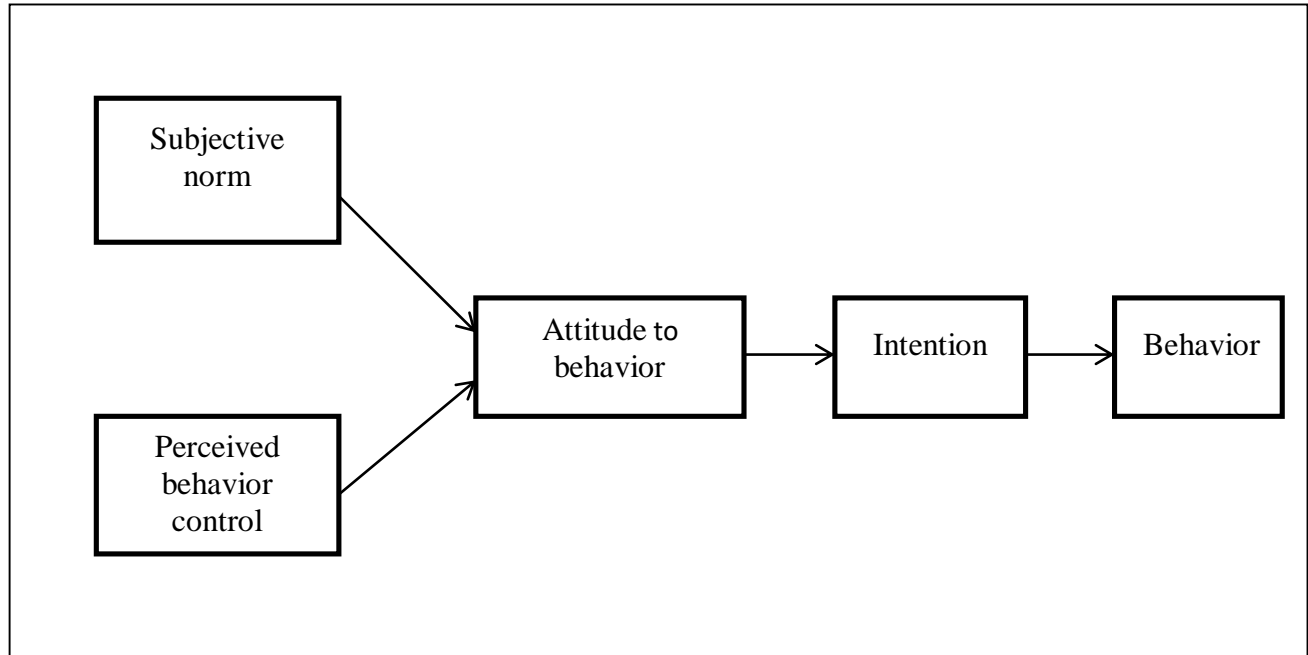 Subjective
norm
Attitude to
behavior
Intention
Behavior
Perceived
behavior
control